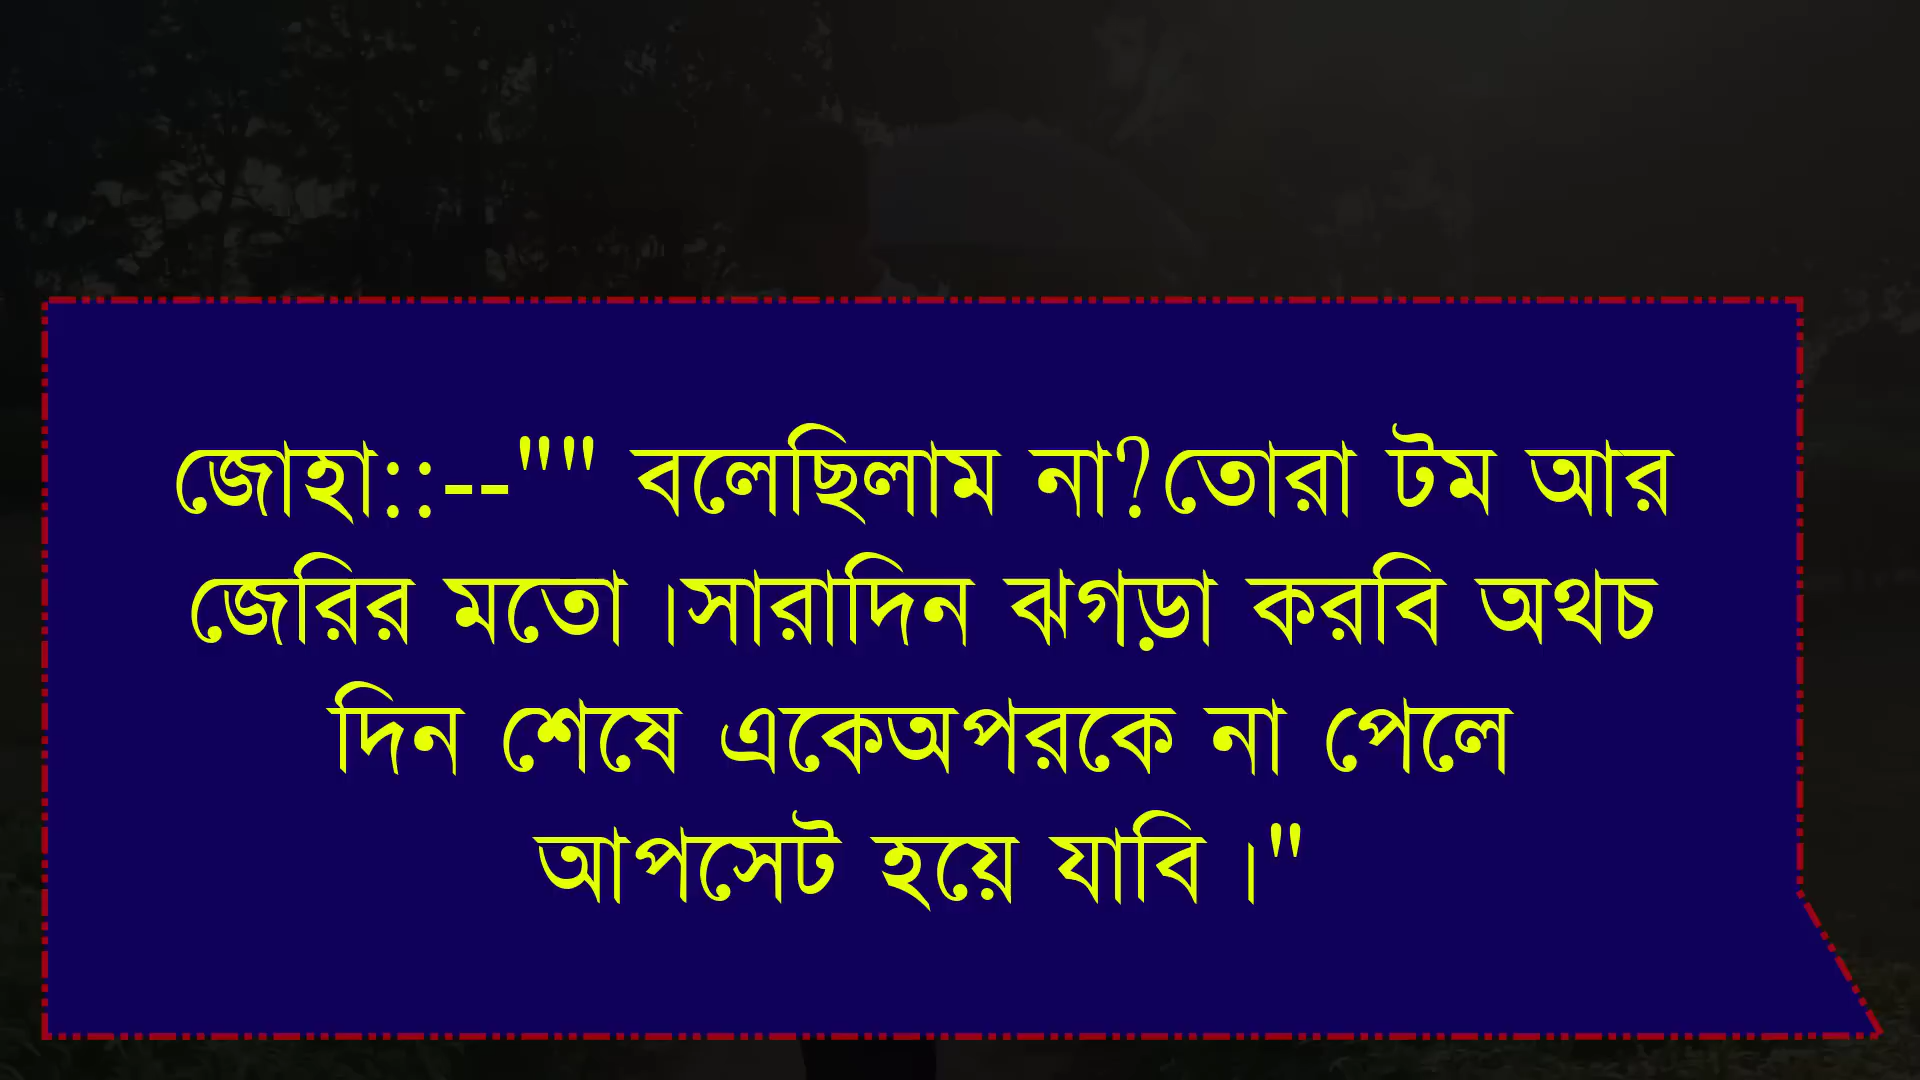 জোহা::--"" বলেছিলাম না?তোরা টম আর
জেরির মতো।সারাদিন ঝগড়া করবি অথচ
দিন শেষে একেঅপরকে না পেলে
আপসেট হয়ে যাবি।"